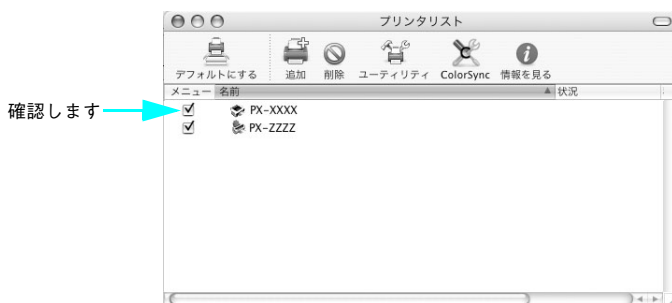 プリンタリスト
デフォルトにする 追加 削除 ユーティリティ ColorSync 情報を見る
メニュー 名前 状況
確認します PX-XXXX
PX-ZZZZ